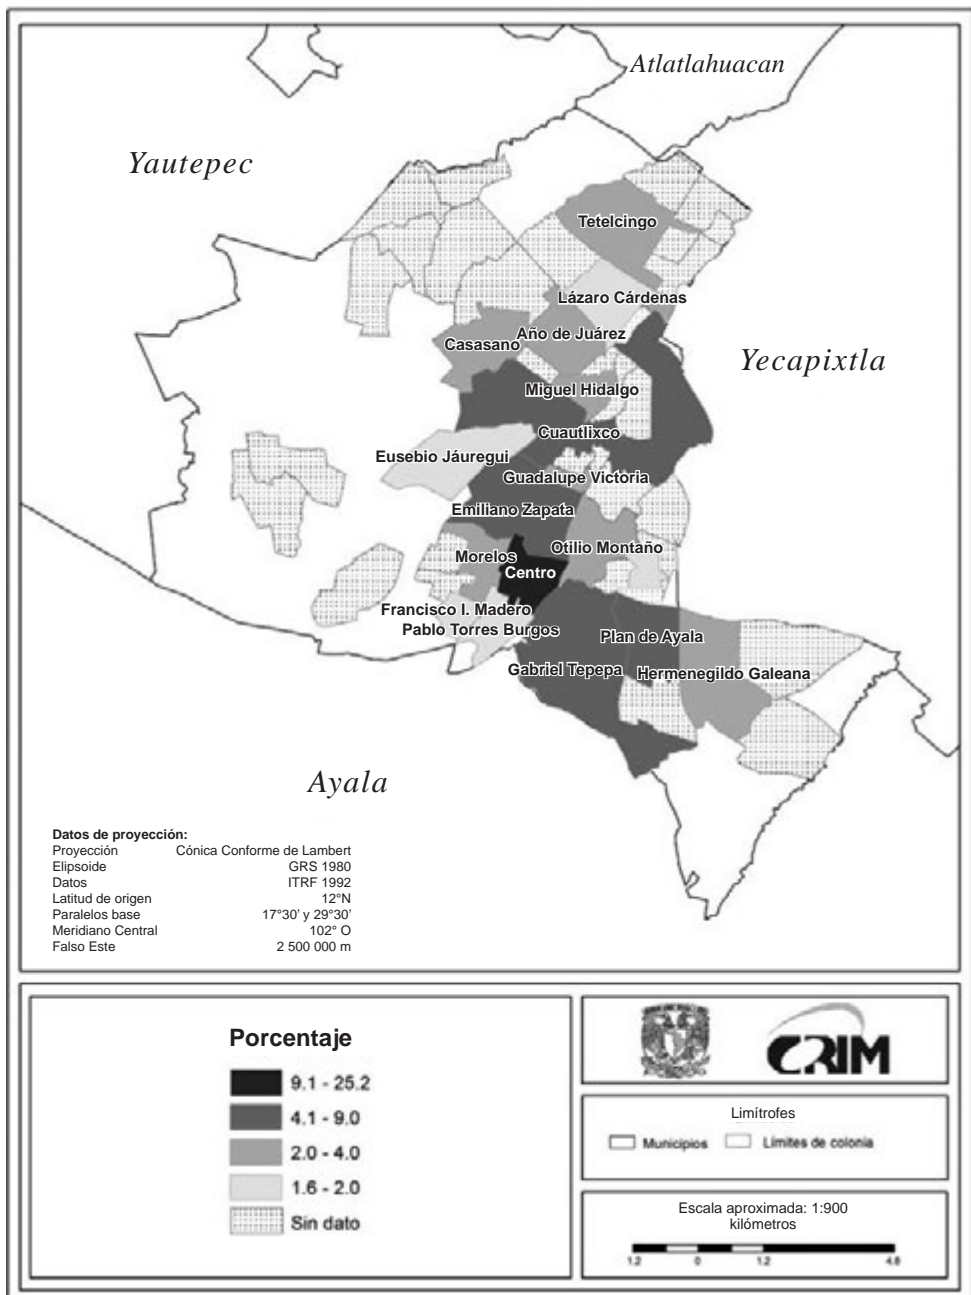 Atlatlahuacan
Yautepec
Tetelcingo
Lázaro Cárdenas
Año de Juárez
Casasano
Yecapixtla
Miguel Hidalgo
Cuautlixco
Eusebio Jáuregui
Guadalupe Victoria
Emiliano Zapata
Otilio Montaño
Morelos
Centro
Francisco I. Madero
Pablo Torres Burgos
Plan de Ayala
Gabriel Tepepa
Hermenegildo Galeana
Ayala
Datos de proyección:
Proyección Cónica Conforme de Lambert
Elipsoide GRS 1980
Datos ITRF 1992
Latitud de origen 12°N
Paralelos base 17°30' y 29°30'
Meridiano Central 102° O
Falso Este 2 500 000 m
Porcentaje
9.1 - 25.2
4.1 - 9.0
2.0 - 4.0
1.6 - 2.0
Sin dato
CRIM
Limítrofes
Municipios Límites de colonia
Escala aproximada: 1:900
kilómetros
1.2 0 1.2 4.8